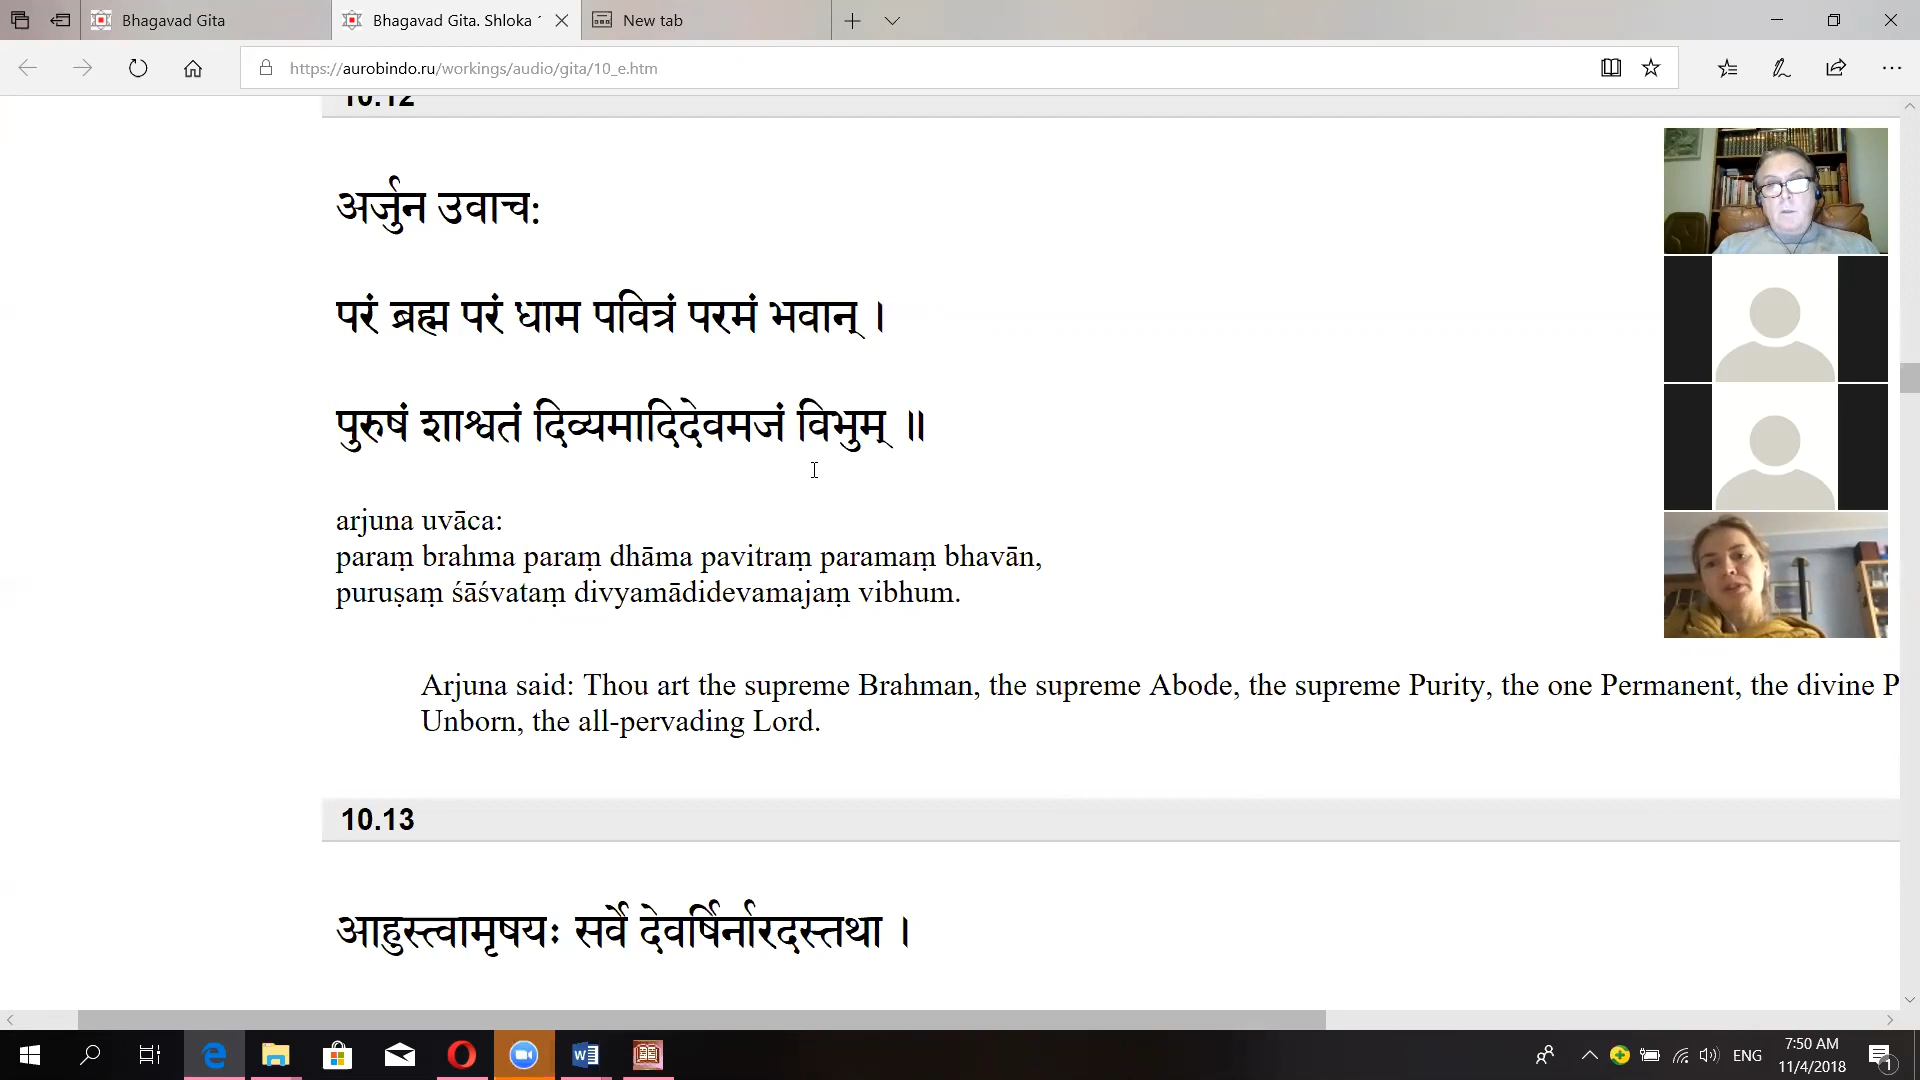 Bhagavad Gita
Bhagavad Gita. Shloka
New tab
https://aurobindo.ru/workings/audio/gita/10_e.htm
10.12
अर्जुन उवाच:
परं ब्रह्म परं धाम पवित्रं परमं भवान् ।
पुरुषं शाश्वतं दिव्यमादिदेवमजं विभुम् ॥
arjuna uvāca:
paraṃ brahma paraṃ dhāma pavitraṃ paramaṃ bhavān,
puruṣaṃ śāśvataṃ divyamādidevamajaṃ vibhum.
Arjuna said: Thou art the supreme Brahman, the supreme Abode, the supreme Purity, the one Permanent, the divine P
Unborn, the all-pervading Lord.
10.13
आहुस्त्वामृषयः सर्वे देवर्षिर्नारदस्तथा ।
ENG
7:50 AM
11/4/2018
1